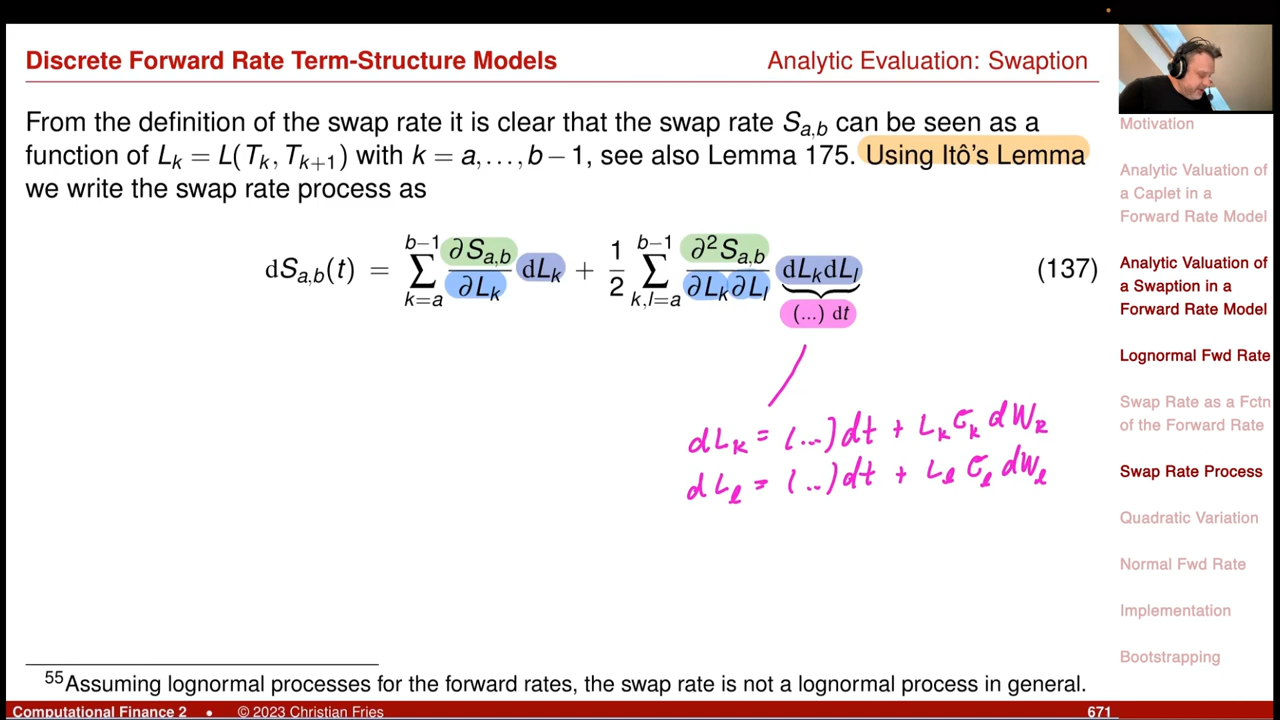 Discrete Forward Rate Term-Structure Models
Analytic Evaluation: Swaption
From the definition of the swap rate it is clear that the swap rate S_{a,b} can be seen as a
function of L_k = L(T_k, T_{k+1}) with k = a, ..., b − 1, see also Lemma 175. Using Itô's Lemma
we write the swap rate process as
dS_{a,b}(t) = \sum_{k=a}^{b−1} \frac{∂S_{a,b}}{∂L_k} dL_k + \frac{1}{2} \sum_{k,l=a}^{b−1} \frac{∂²S_{a,b}}{∂L_k∂L_l} \underbrace{dL_k dL_l}_{(...) dt} (137)
dL_k = (...) dt + L_k σ_k dW_k
dL_l = (..) dt + L_l σ_l dW_l
55 Assuming lognormal processes for the forward rates, the swap rate is not a lognormal process in general.
Computational Finance 2 • © 2023 Christian Fries 671
Motivation
Analytic Valuation of
a Caplet in a
Forward Rate Model
Analytic Valuation of
a Swaption in a
Forward Rate Model
Lognormal Fwd Rate
Swap Rate as a Fctn
of the Forward Rate
Swap Rate Process
Quadratic Variation
Normal Fwd Rate
Implementation
Bootstrapping